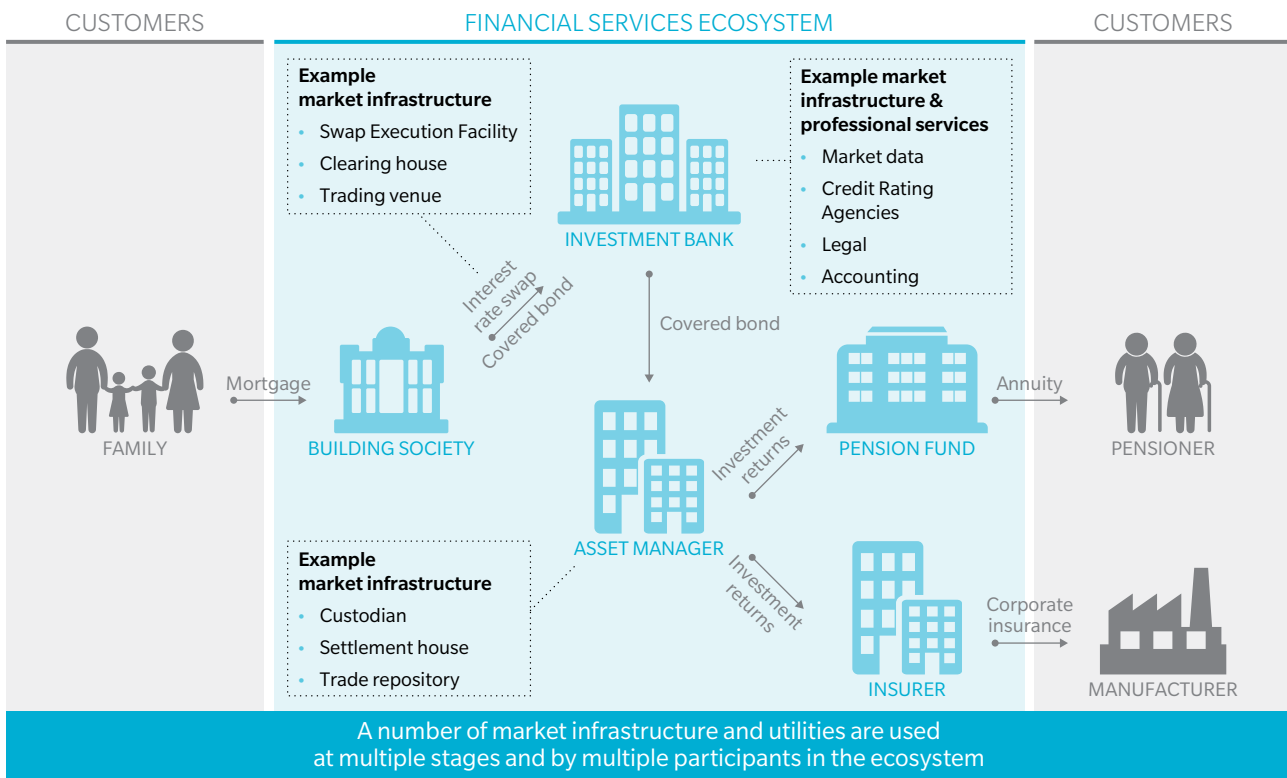 CUSTOMERS
FINANCIAL SERVICES ECOSYSTEM
CUSTOMERS
Example
market infrastructure
• Swap Execution Facility
• Clearing house
• Trading venue
Example market
infrastructure &
professional services
• Market data
• Credit Rating
Agencies
• Legal
• Accounting
INVESTMENT BANK
Interest
rate swap
Covered bond
Covered bond
Mortgage
Annuity
FAMILY
BUILDING SOCIETY
PENSION FUND
PENSIONER
Investment
returns
ASSET MANAGER
Example
market infrastructure
• Custodian
• Settlement house
• Trade repository
Investment
returns
Corporate
insurance
INSURER
MANUFACTURER
A number of market infrastructure and utilities are used
at multiple stages and by multiple participants in the ecosystem